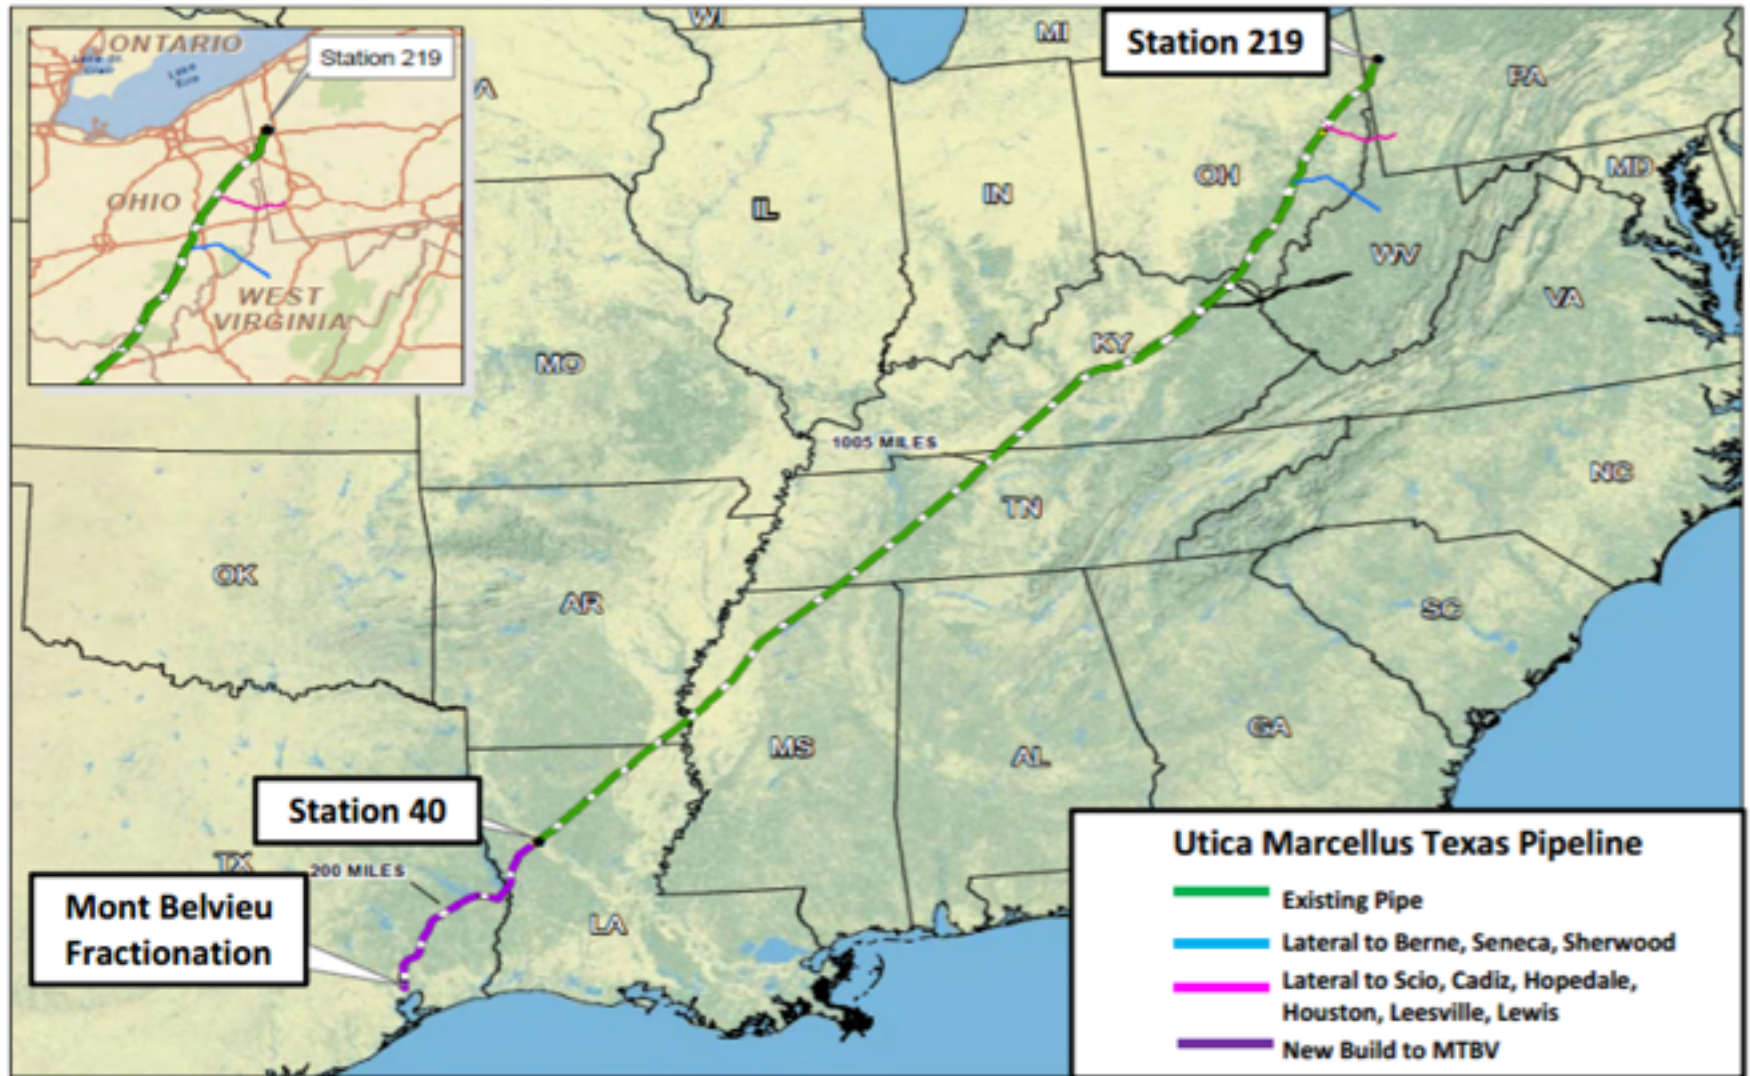 WI
MI
Station 219
PA
ONTARIO
Lake
Erie
Station 219
OHIO
WEST
VIRGINIA
IL
IN
OH
MD
WV
VA
KY
MO
1005 MILES
TN
NC
OK
AR
SC
MS
AL
GA
Station 40
TX
200 MILES
Mont Belvieu
Fractionation
LA
Utica Marcellus Texas Pipeline
Existing Pipe
Lateral to Berne, Seneca, Sherwood
Lateral to Scio, Cadiz, Hopedale,
Houston, Leesville, Lewis
New Build to MTBV